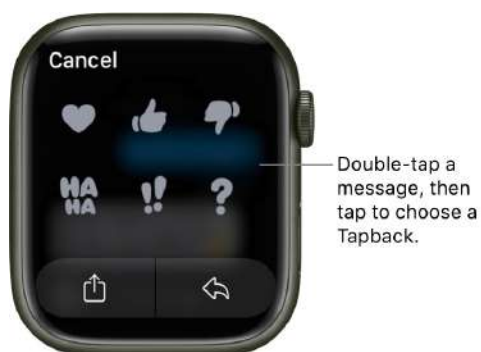 Cancel
HA
HA
!!
?
Double-tap a
message, then
tap to choose a
Tapback.